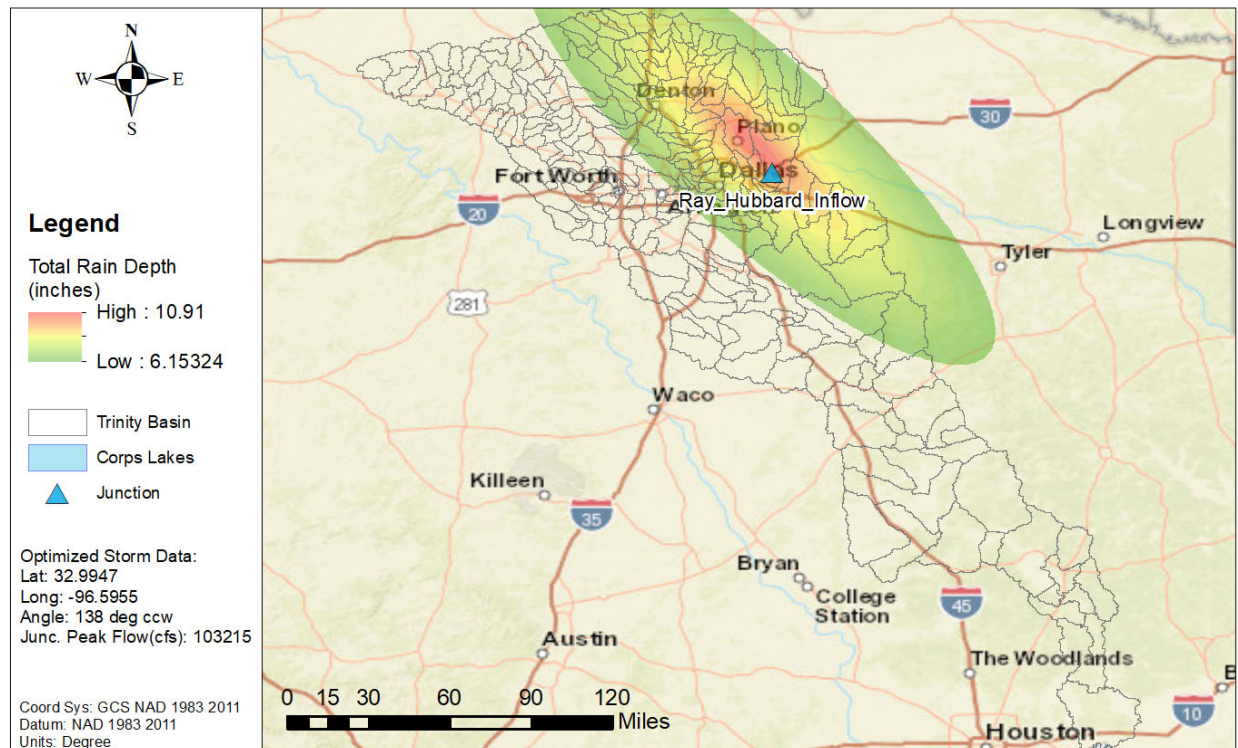 N
W E
S
Legend
Total Rain Depth
(inches)
High : 10.91
Low : 6.15324
Trinity Basin
Corps Lakes
Junction
Optimized Storm Data:
Lat: 32.9947
Long: -96.5955
Angle: 138 deg ccw
Junc. Peak Flow(cfs): 103215
Coord Sys: GCS NAD 1983 2011
Datum: NAD 1983 2011
Units: Degree
Denton
30
Plano
Dallas
Fort Worth
Ray_Hubbard_Inflow
20
Longview
Tyler
281
Waco
Killeen
35
Bryan
College
Station
45
Austin
The Woodlands
0 15 30 60 90 120
Miles
10
Houston